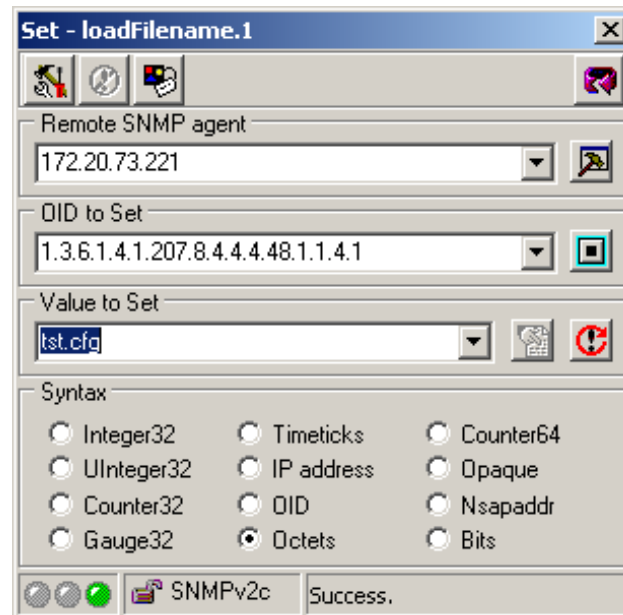 Set - loadFilename.1
Remote SNMP agent
172.20.73.221
OID to Set
1.3.6.1.4.1.207.8.4.4.4.48.1.1.4.1
Value to Set
tst.cfg
Syntax
Integer32 Timeticks Counter64
UInteger32 IP address Opaque
Counter32 OID Nsapaddr
Gauge32 Octets Bits
SNMPv2c Success.